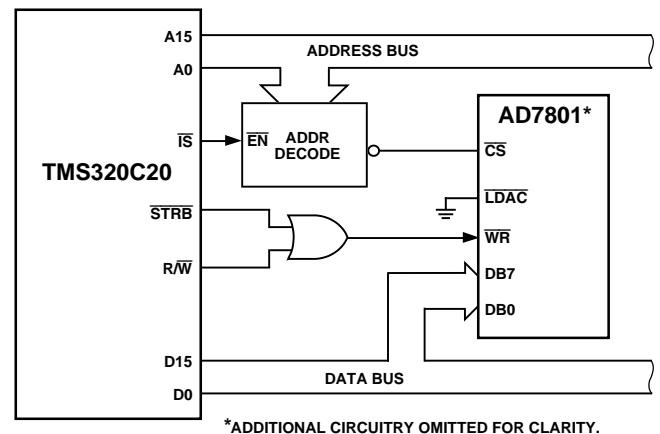 A15
ADDRESS BUS
A0
AD7801*
IS
EN
ADDR
DECODE
CS
TMS320C20
LDAC
STRB
WR
R/W
DB7
DB0
D15
DATA BUS
D0
*ADDITIONAL CIRCUITRY OMITTED FOR CLARITY.